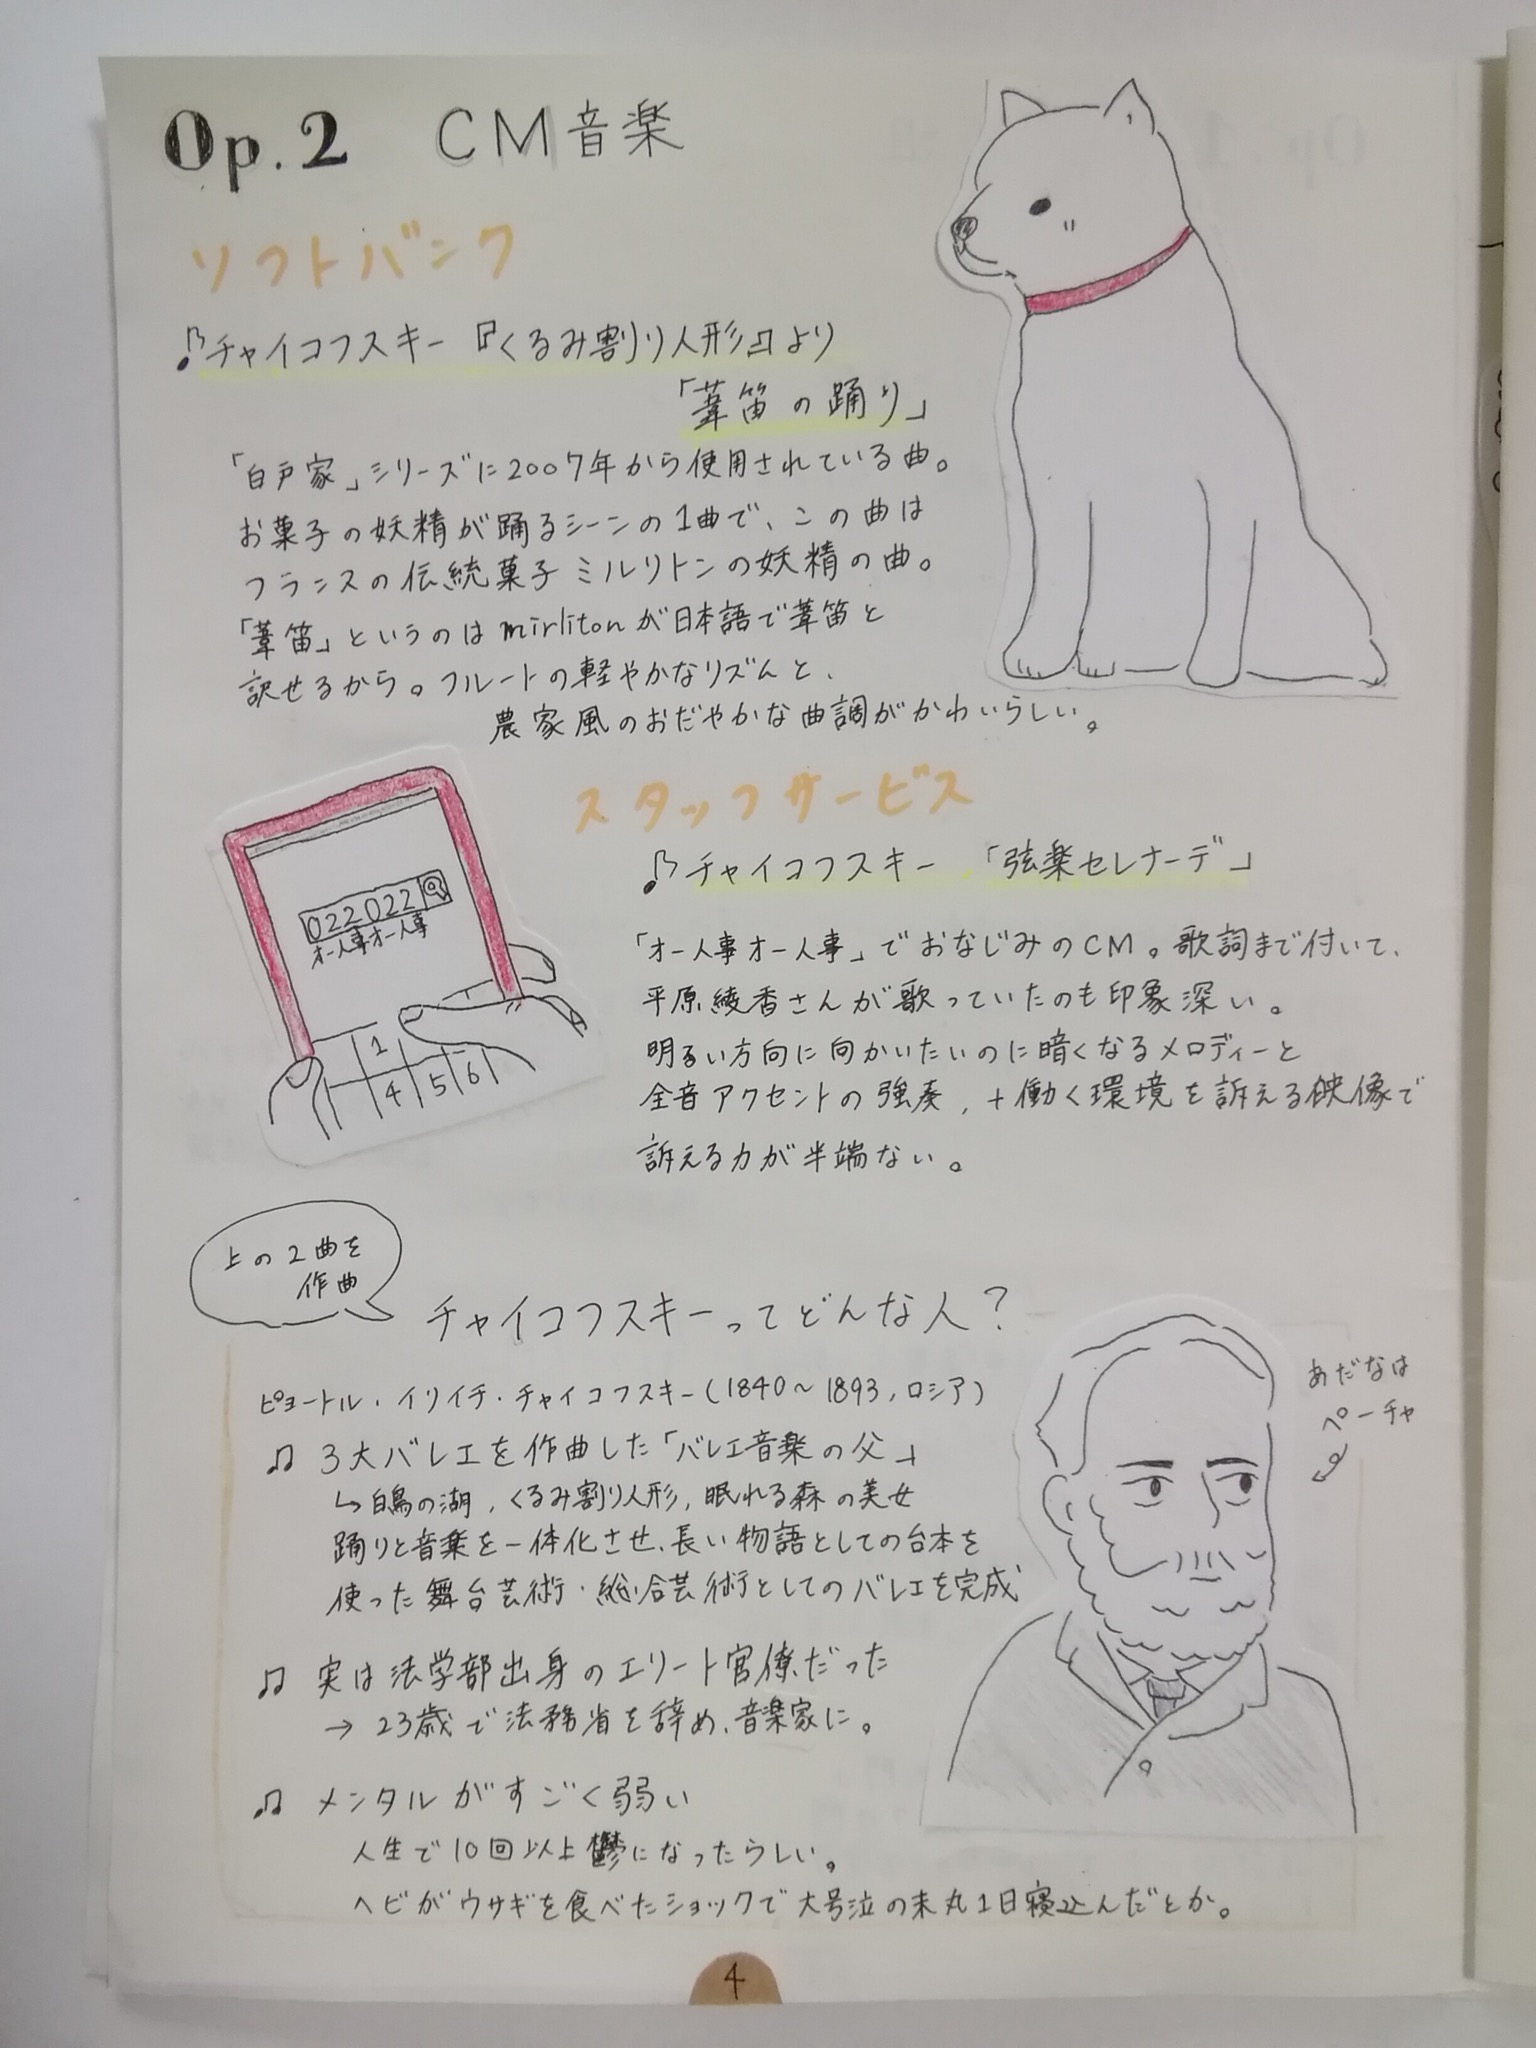 Op.2 CM音楽
ソフトバンク
♪チャイコフスキー『くるみ割り人形』より
「葦笛の踊り」
「白戸家」シリーズに2007年から使用されている曲。
お菓子の妖精が踊るシーンの1曲で、この曲は
フランスの伝統菓子ミルリトンの妖精の曲。
「葦笛」というのはmirlitonが日本語で葦笛と
訳せるから。フルートの軽やかなリズムと、
農家風のおだやかな曲調がかわいらしい。
スタッフサービス
♪チャイコフスキー「弦楽セレナーデ」
022022
オー人事オー人事
1
4 5 6
「オー人事オー人事」でおなじみのCM。歌詞まで付いて、
平原綾香さんが歌っていたのも印象深い。
明るい方向に向かいたいのに暗くなるメロディーと
全音アクセントの強奏、+働く環境を訴える映像で
訴える力が半端ない。
上の2曲を
作曲
チャイコフスキーってどんな人?
ピョートル・イリイチ・チャイコフスキー(1840~1893,ロシア)
♫ 3大バレエを作曲した「バレエ音楽の父」
↳白鳥の湖,くるみ割り人形,眠れる森の美女
踊りと音楽を一体化させ、長い物語としての台本を
使った舞台芸術・総合芸術としてのバレエを完成
あだなは
ペーチャ
♫ 実は法学部出身のエリート官僚だった
→23歳で法務省を辞め、音楽家に。
♫ メンタルがすごく弱い
人生で10回以上鬱になったらしい。
ヘビがウサギを食べたショックで大号泣の末丸1日寝込んだとか。
4